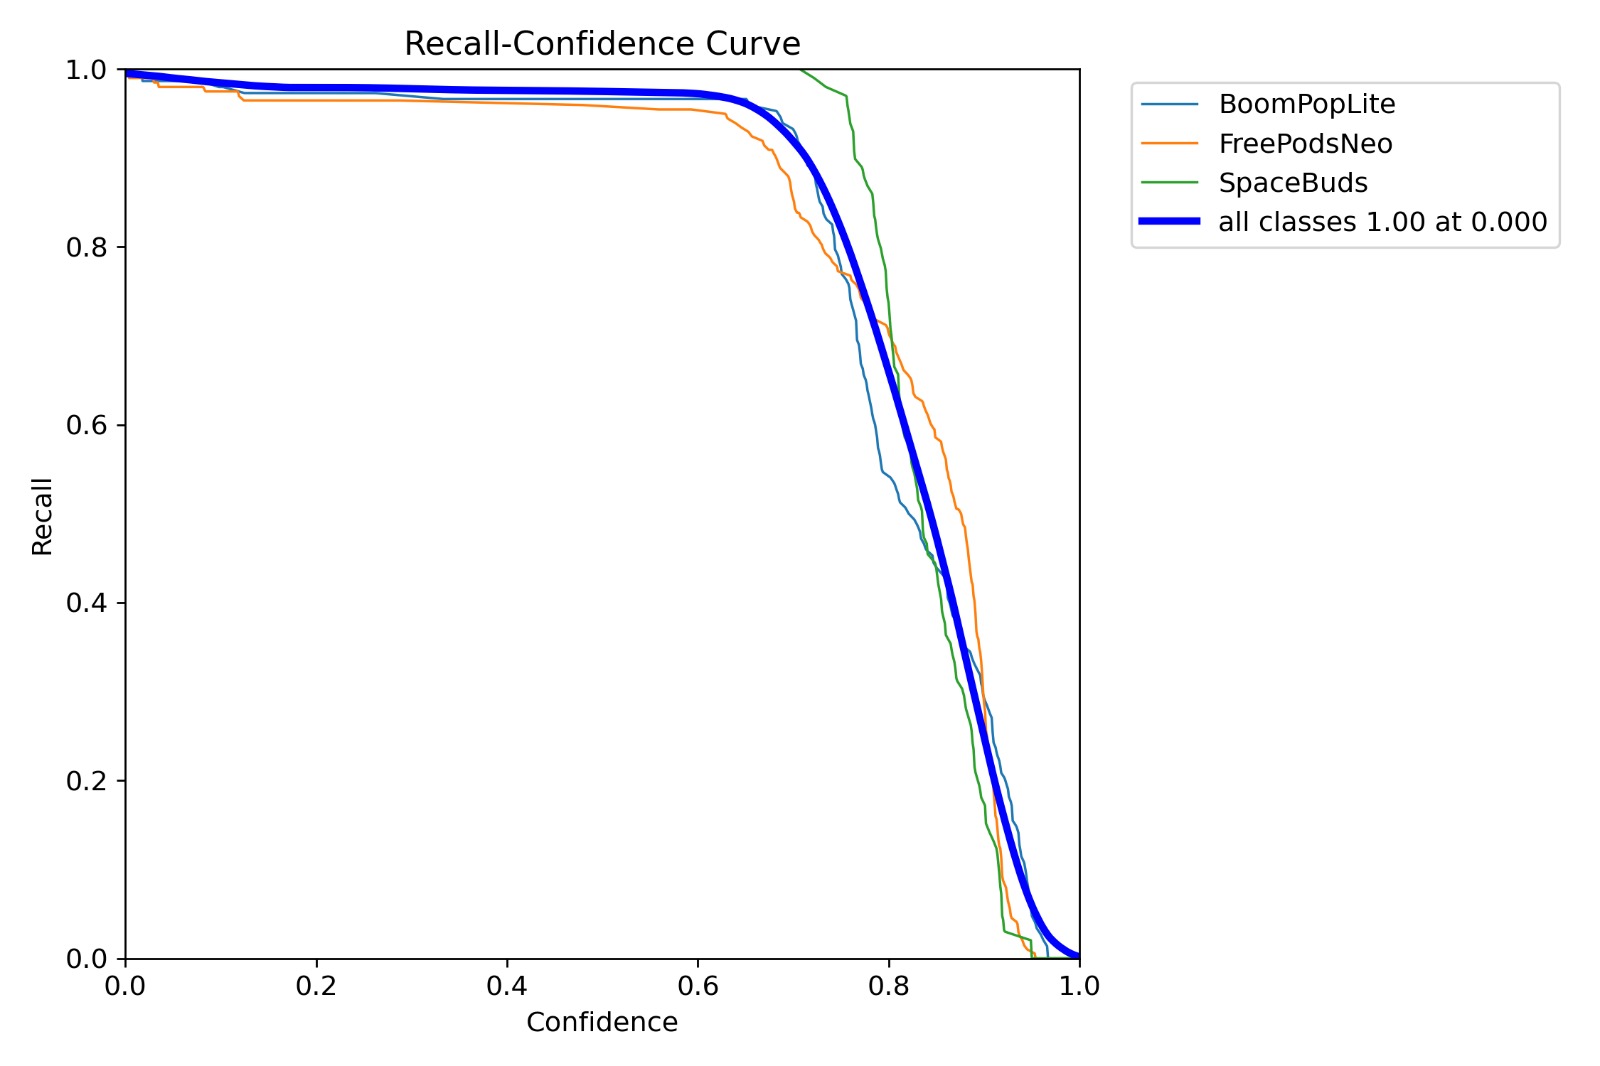 Recall-Confidence Curve
1.0
0.8
0.6
0.4
0.2
0.0
Recall
0.0 0.2 0.4 0.6 0.8 1.0
Confidence
BoomPopLite
FreePodsNeo
SpaceBuds
all classes 1.00 at 0.000